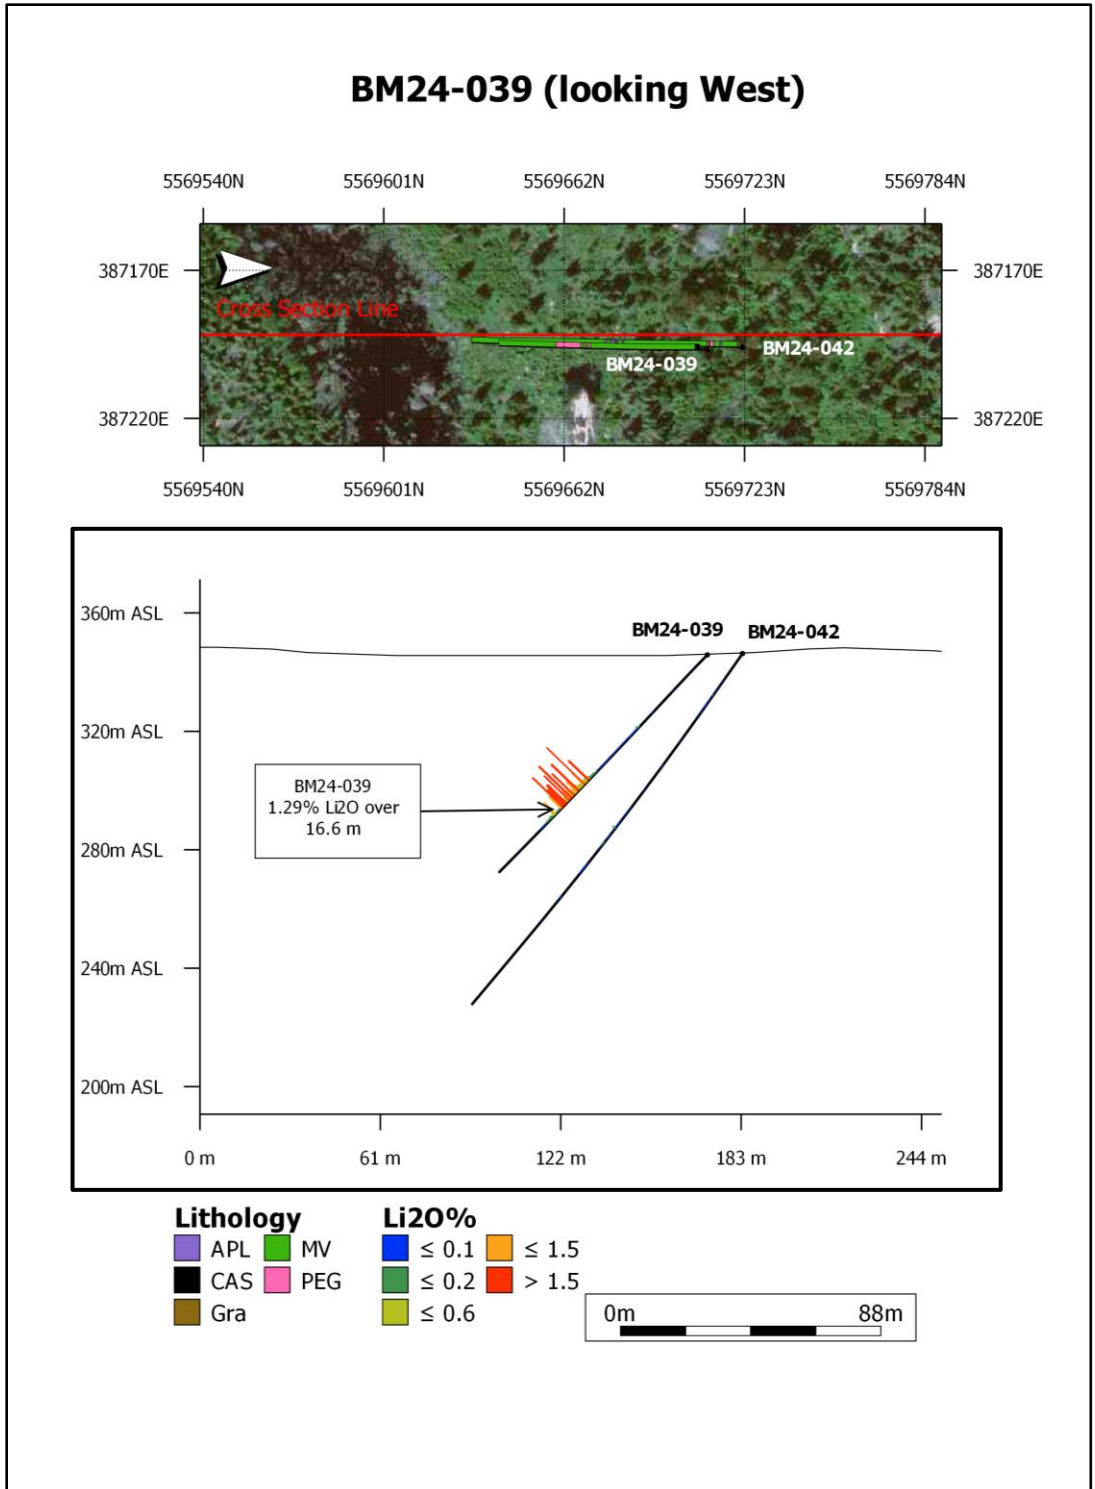 BM24-039 (looking West)
5569540N 5569601N 5569662N 5569723N 5569784N
387170E 387170E
Cross Section Line
BM24-042
BM24-039
387220E 387220E
5569540N 5569601N 5569662N 5569723N 5569784N
360m ASL
BM24-039 BM24-042
320m ASL
BM24-039
1.29% Li2O over
16.6 m
280m ASL
240m ASL
200m ASL
0 m 61 m 122 m 183 m 244 m
Lithology Li2O%
APL MV ≤ 0.1 ≤ 1.5
CAS PEG ≤ 0.2 > 1.5
Gra ≤ 0.6
0m 88m